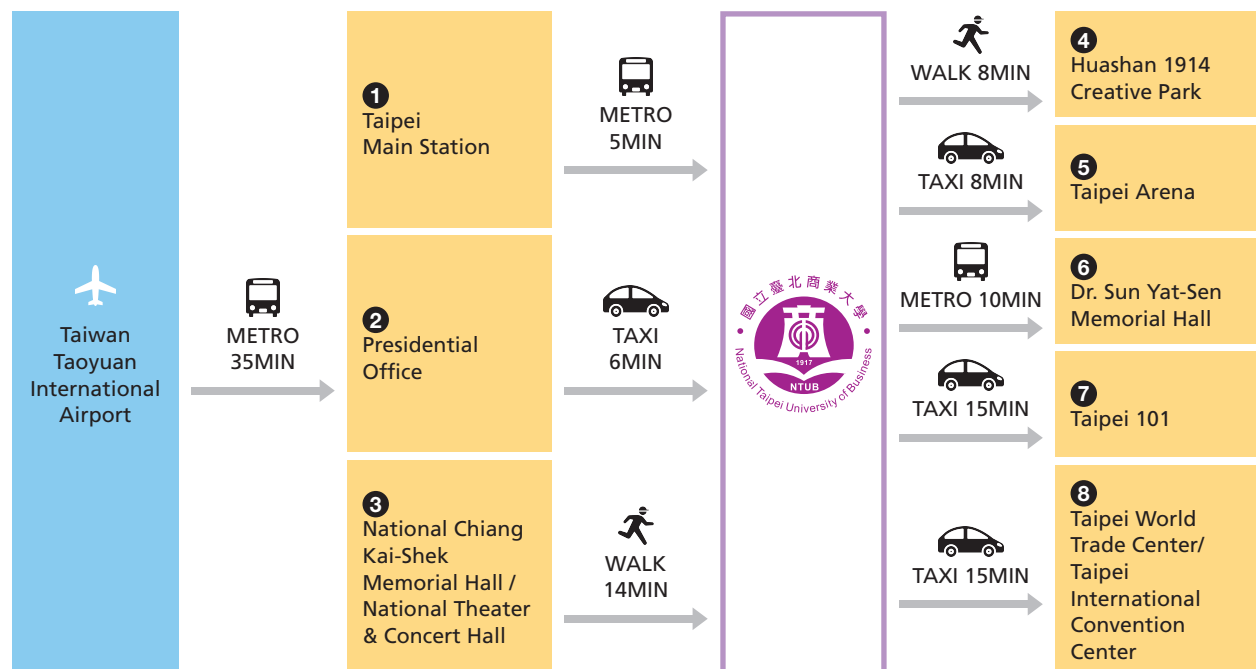 Taiwan
Taoyuan
International
Airport
METRO
35MIN
1
Taipei
Main Station
2
Presidential
Office
3
National Chiang
Kai-Shek
Memorial Hall /
National Theater
& Concert Hall
METRO
5MIN
TAXI
6MIN
WALK
14MIN
國立臺北商業大學
1917
NTUB
National Taipei University of Business
WALK 8MIN
4
Huashan 1914
Creative Park
TAXI 8MIN
5
Taipei Arena
METRO 10MIN
6
Dr. Sun Yat-Sen
Memorial Hall
TAXI 15MIN
7
Taipei 101
TAXI 15MIN
8
Taipei World
Trade Center/
Taipei
International
Convention
Center